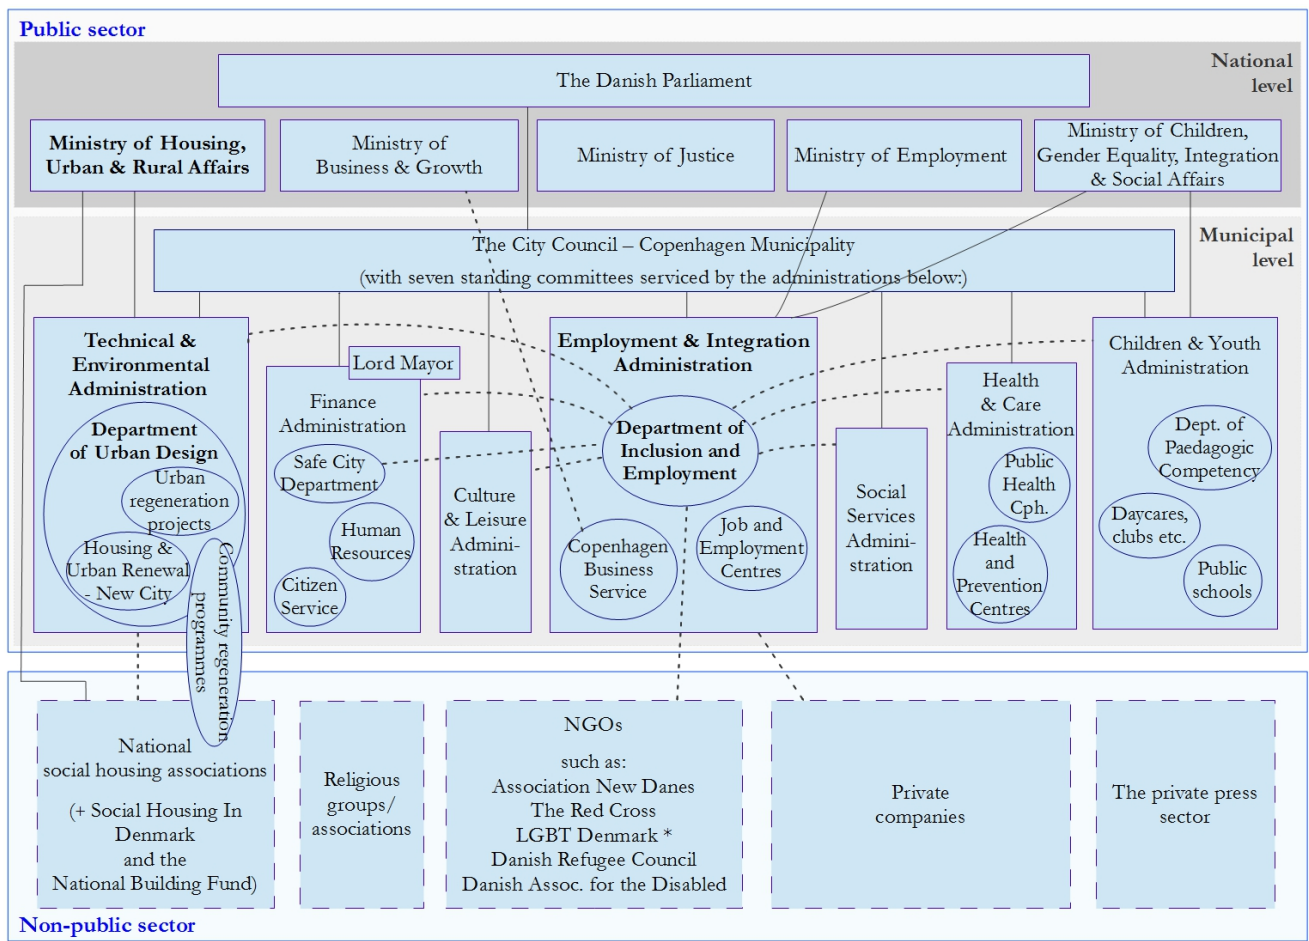 Public sector
National
level
The Danish Parliament
Ministry of Housing,
Urban & Rural Affairs
Ministry of
Business & Growth
Ministry of Justice
Ministry of Employment
Ministry of Children,
Gender Equality, Integration
& Social Affairs
Municipal
level
The City Council – Copenhagen Municipality
(with seven standing committees serviced by the administrations below:)
Technical &
Environmental
Administration
Department
of Urban Design
Urban
regeneration
projects
Housing &
Urban Renewal
- New City
Community regeneration
programmes
Lord Mayor
Finance
Administration
Safe City
Department
Human
Resources
Citizen
Service
Culture
& Leisure
Admini-
stration
Employment & Integration
Administration
Department of
Inclusion and
Employment
Copenhagen
Business
Service
Job and
Employment
Centres
Social
Services
Admini-
stration
Health
& Care
Administration
Public
Health
Cph.
Health
and
Prevention
Centres
Children & Youth
Administration
Dept. of
Paedagogic
Competency
Daycares,
clubs etc.
Public
schools
National
social housing associations
(+ Social Housing In
Denmark
and the
National Building Fund)
Religious
groups/
associations
NGOs
such as:
Association New Danes
The Red Cross
LGBT Denmark *
Danish Refugee Council
Danish Assoc. for the Disabled
Private
companies
The private press
sector
Non-public sector